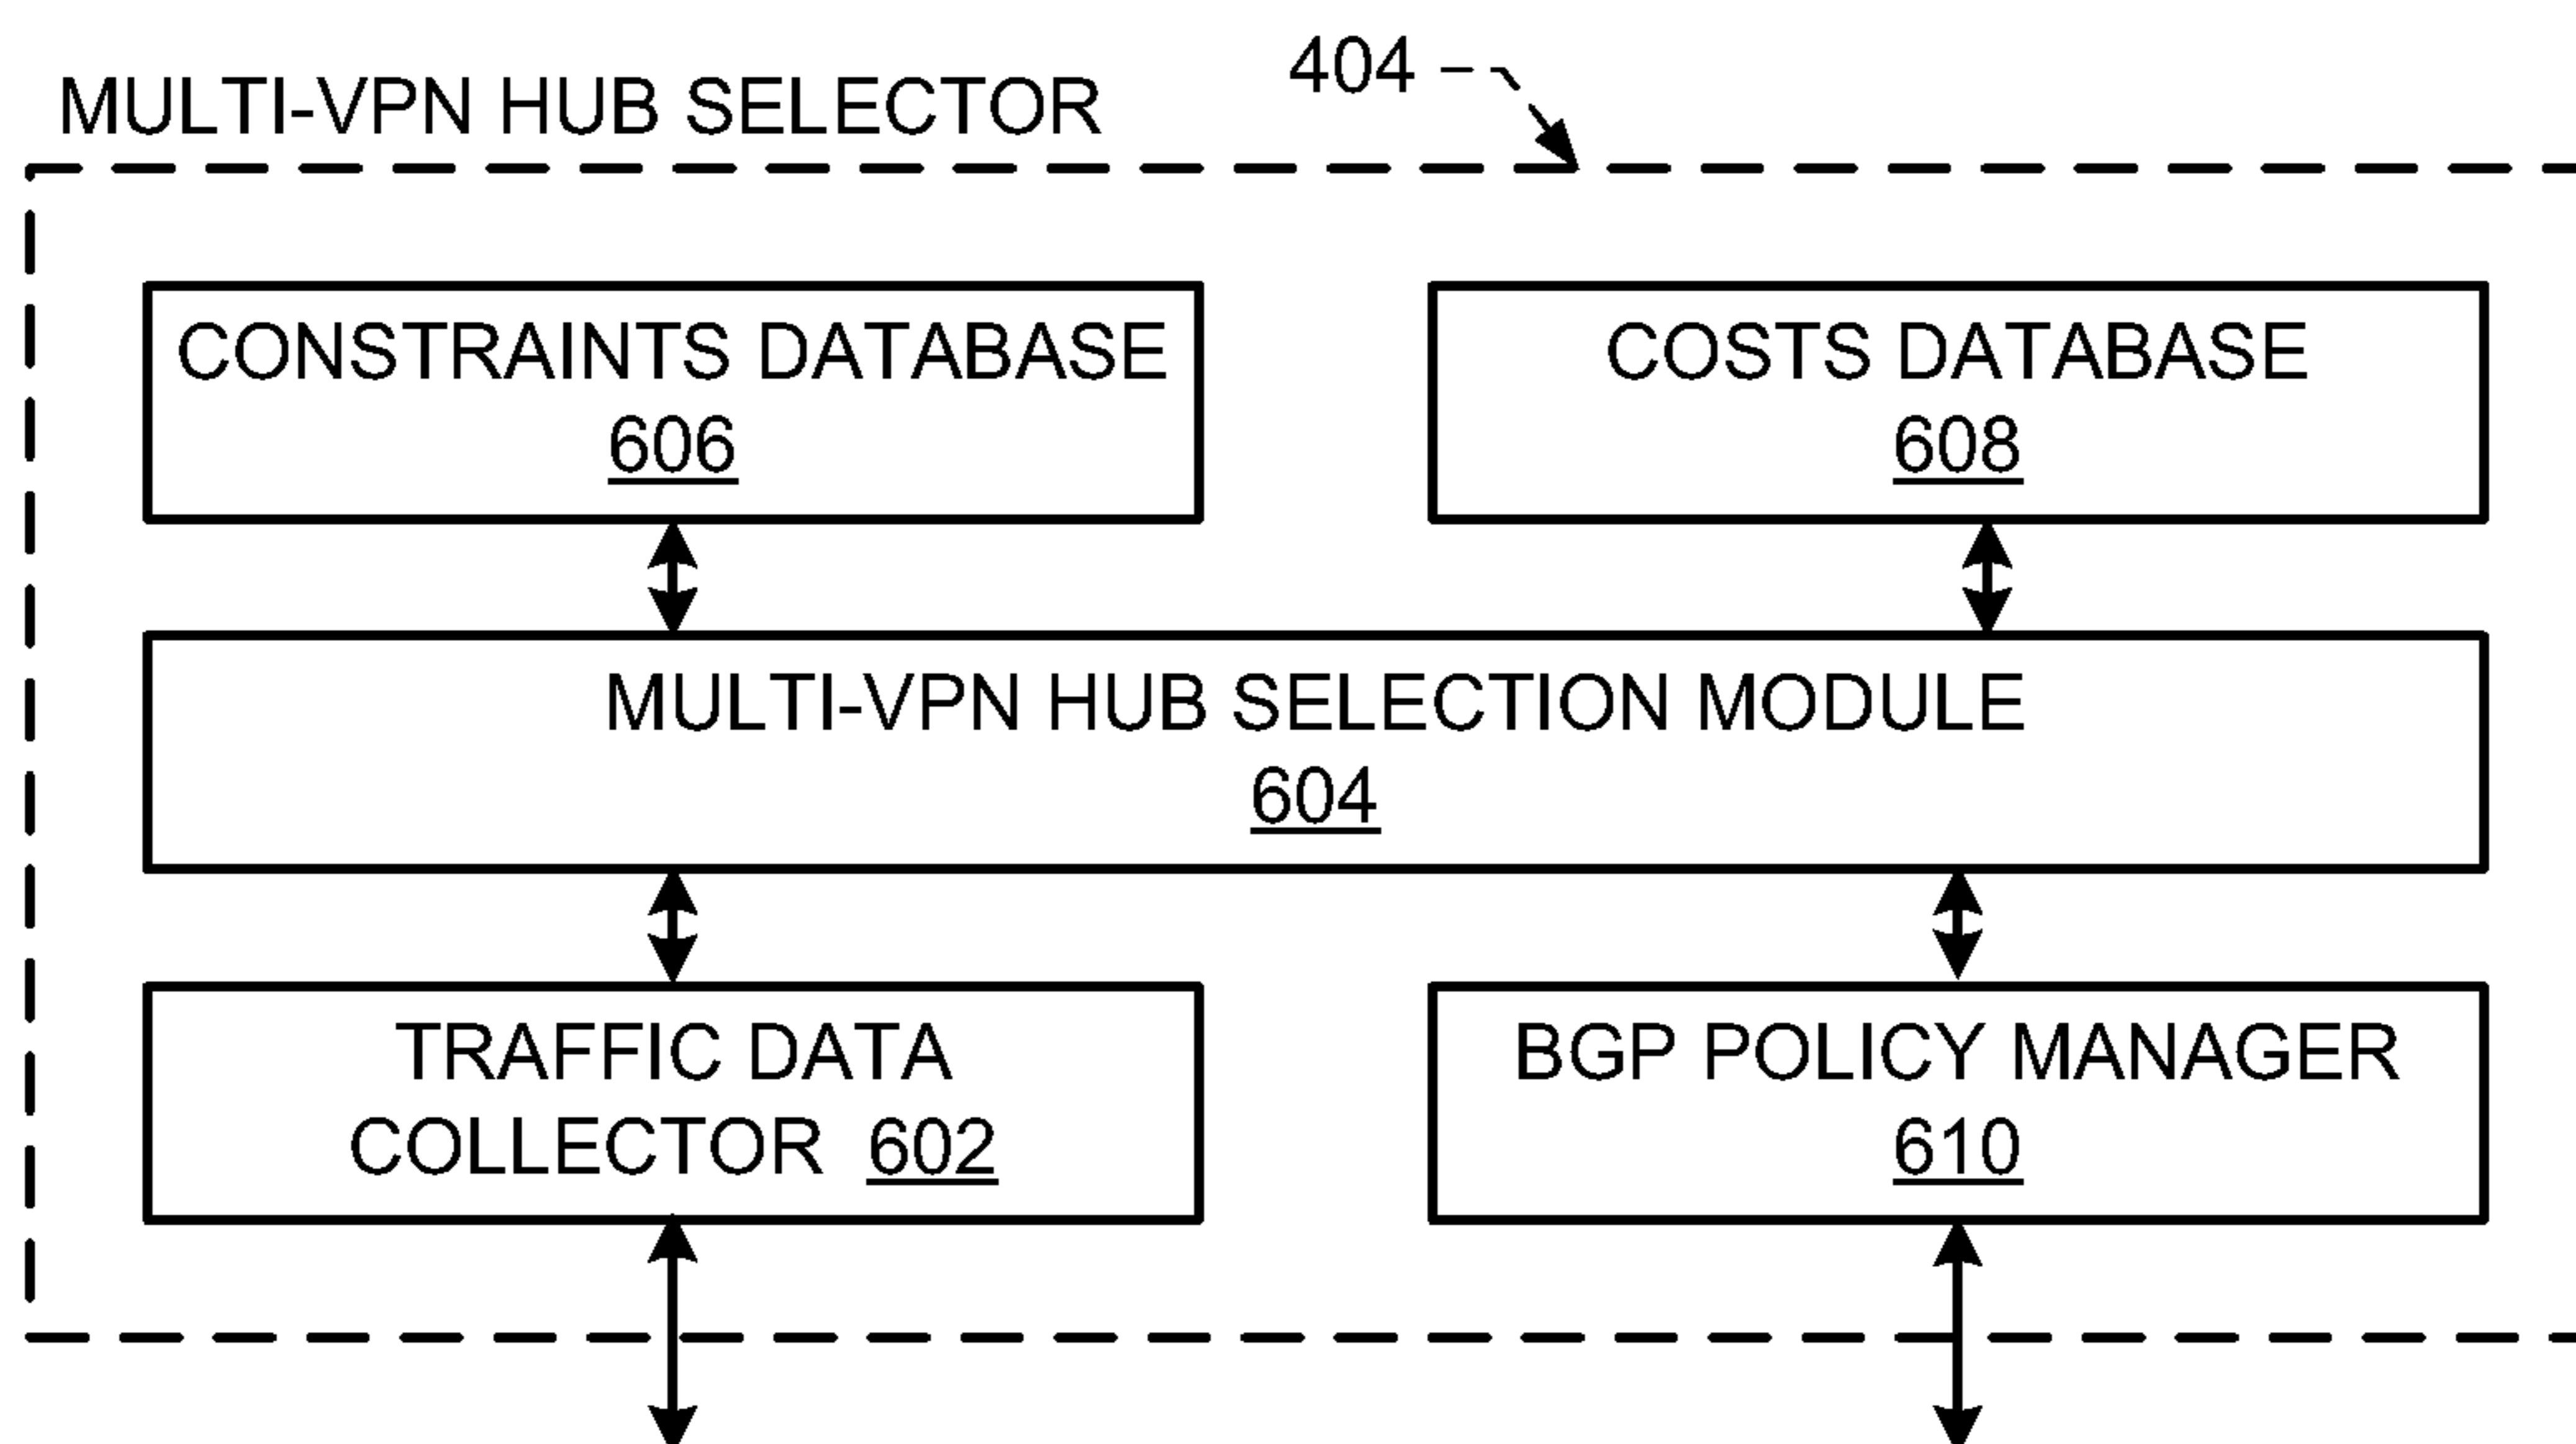 404
MULTI-VPN HUB SELECTOR
CONSTRAINTS DATABASE
606
COSTS DATABASE
608
MULTI-VPN HUB SELECTION MODULE
604
TRAFFIC DATA
COLLECTOR 602
BGP POLICY MANAGER
610